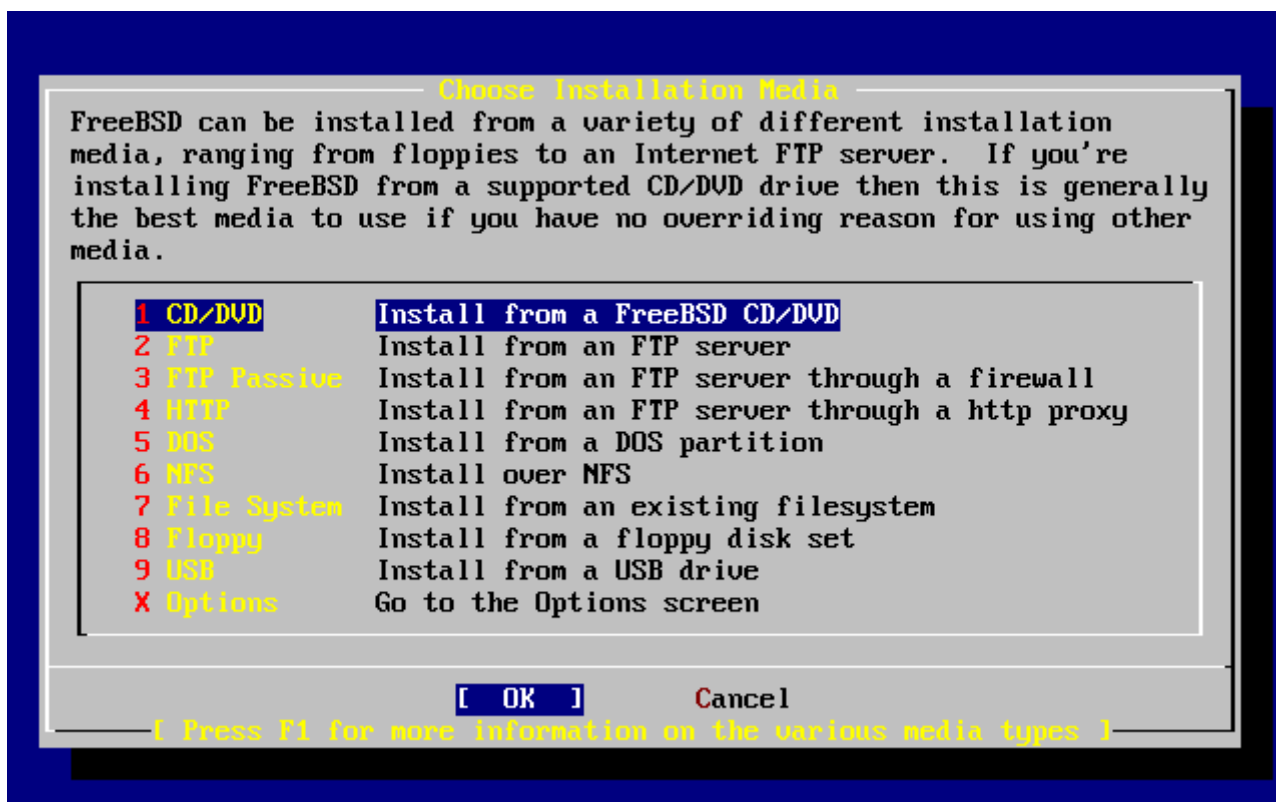 Choose Installation Media
FreeBSD can be installed from a variety of different installation
media, ranging from floppies to an Internet FTP server.  If you're
installing FreeBSD from a supported CD/DVD drive then this is generally
the best media to use if you have no overriding reason for using other
media.
1 CD/DVD Install from a FreeBSD CD/DVD
2 FTP Install from an FTP server
3 FTP Passive Install from an FTP server through a firewall
4 HTTP Install from an FTP server through a http proxy
5 DOS Install from a DOS partition
6 NFS Install over NFS
7 File System Install from an existing filesystem
8 Floppy Install from a floppy disk set
9 USB Install from a USB drive
X Options Go to the Options screen
[ OK ] Cancel
[ Press F1 for more information on the various media types ]